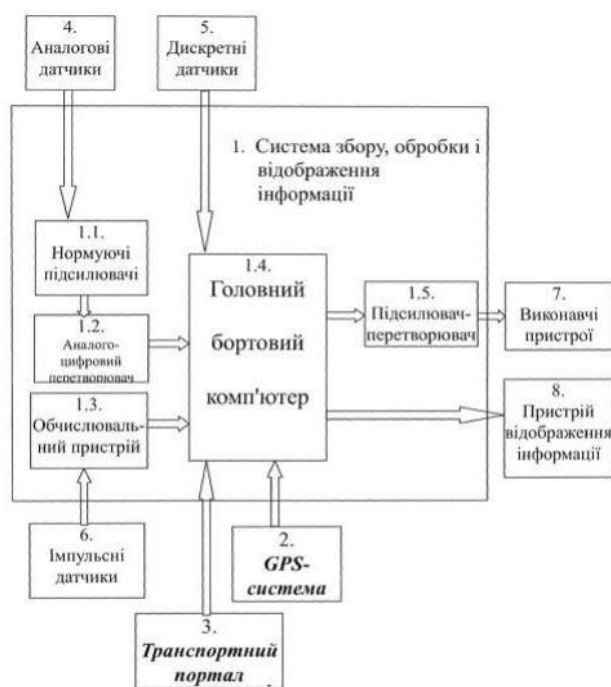 4.
Аналогові
датчики
5.
Дискретні
датчики
1. Система збору, обробки і
відображення
інформації
1.1.
Нормуючі
підсилювачі
1.2.
Аналого-
цифровий
перетворювач
1.3.
Обчислюваль-
ний пристрій
1.4.
Головний
бортовий
комп'ютер
1.5.
Підсилювач-
перетворювач
7.
Виконавчі
пристрої
8.
Пристрій
відображення
інформації
6.
Імпульсні
датчики
2.
GPS-
система
3.
Транспортний
портал